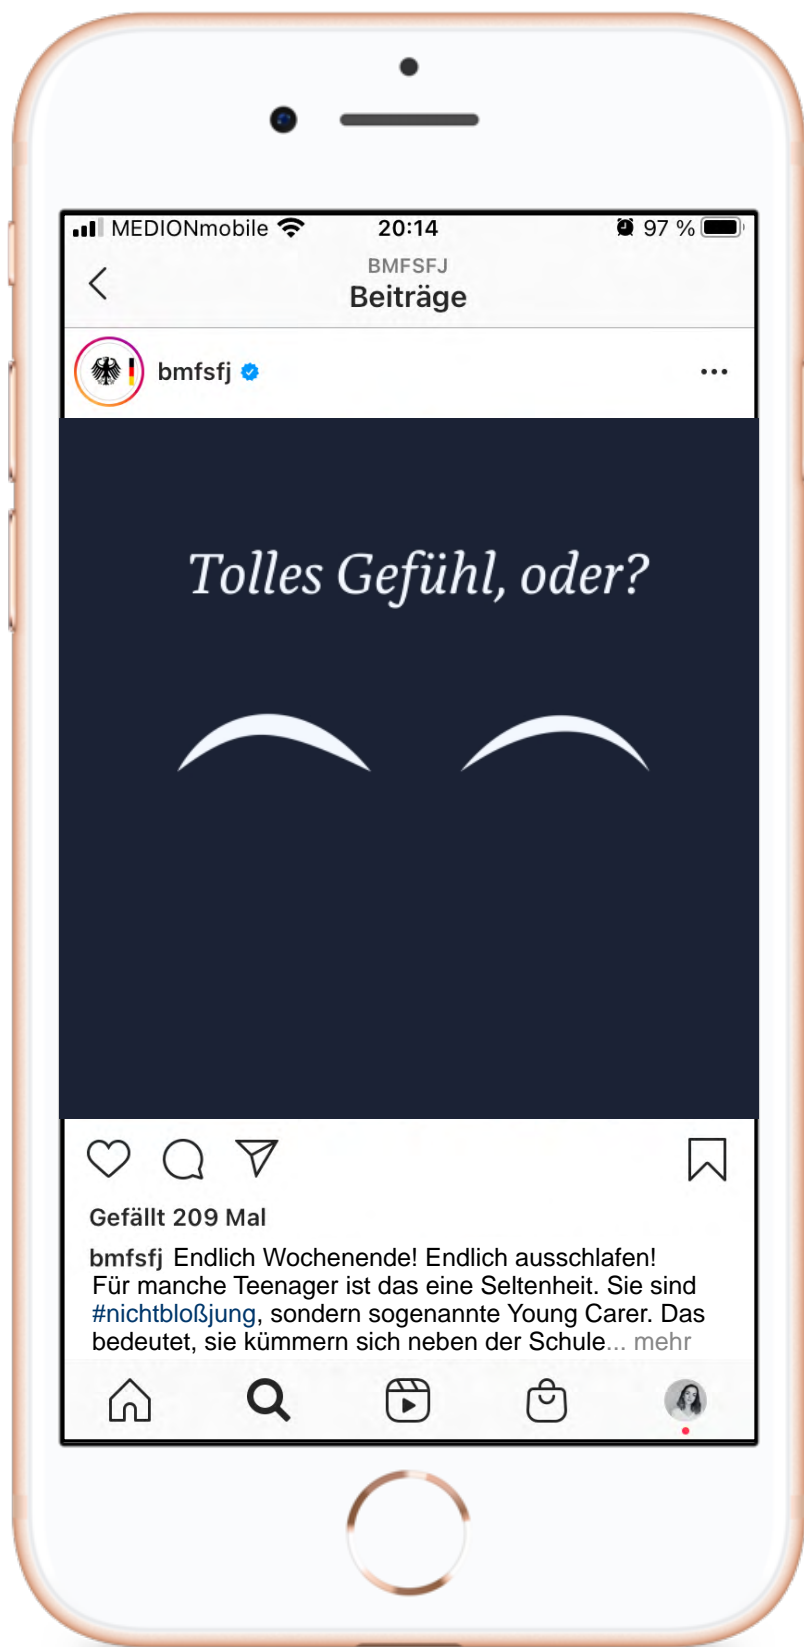 MEDIONmobile 20:14 97 %
BMFSFJ
Beiträge
bmfsfj
Tolles Gefühl, oder?
Gefällt 209 Mal
bmfsfj Endlich Wochenende! Endlich ausschlafen!
Für manche Teenager ist das eine Seltenheit. Sie sind
#nichtbloßjung, sondern sogenannte Young Carer. Das
bedeutet, sie kümmern sich neben der Schule... mehr